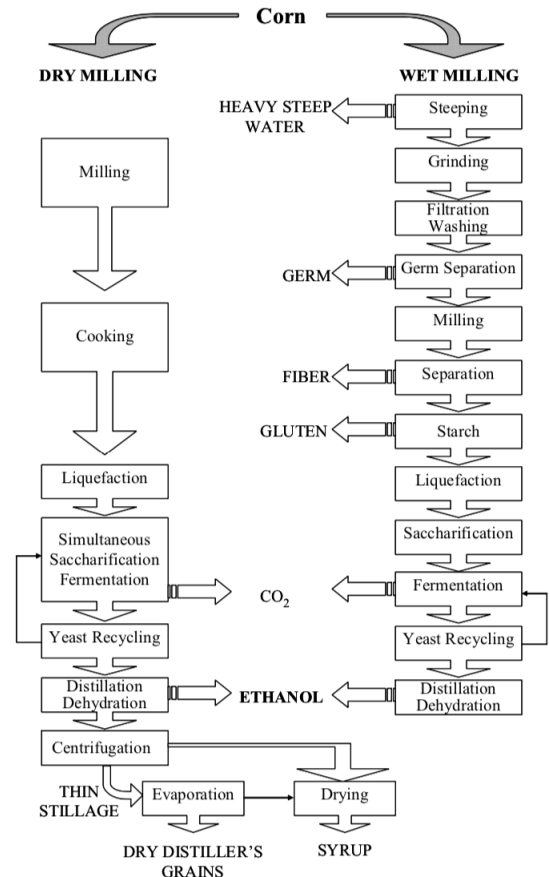 Corn
DRY MILLING
Milling
Cooking
Liquefaction
Simultaneous
Saccharification
Fermentation
Yeast Recycling
Distillation
Dehydration
Centrifugation
THIN
STILLAGE
Evaporation
Drying
DRY DISTILLER'S
GRAINS
SYRUP
WET MILLING
HEAVY STEEP
WATER
Steeping
Grinding
Filtration
Washing
GERM
Germ Separation
Milling
FIBER
Separation
GLUTEN
Starch
Liquefaction
Saccharification
CO2
Fermentation
Yeast Recycling
ETHANOL
Distillation
Dehydration